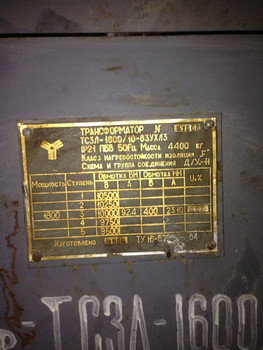 ТРАНСФОРМАТОР №
ТСЗЛ-1600/10-83УХЛ3
IP21 ПБВ 50Гц Масса 4400 кг
Класс нагревостойкости изоляции „F“
Схема и группа соединения Д/Ун-11
Мощность Ступень Обмотка ВН Обмотка НН Uк%
В А В А
1 10500
2 10250
1600 3 10000 92,4 400 2310
4 9750
5 9500
Изготовлено ТУ16-
ТСЗЛ-1600